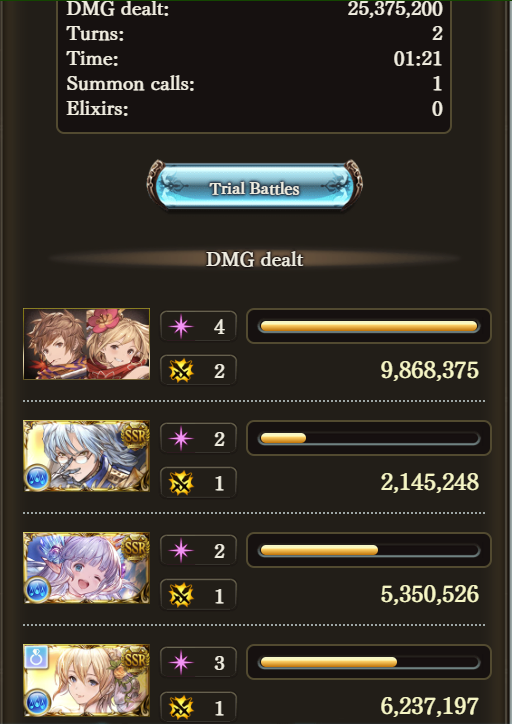 DMG dealt: 25,375,200
Turns: 2
Time: 01:21
Summon calls: 1
Elixirs: 0
Trial Battles
DMG dealt
4
2
9,868,375
SSR
2
1
2,145,248
SSR
2
1
5,350,526
SSR
3
1
6,237,197